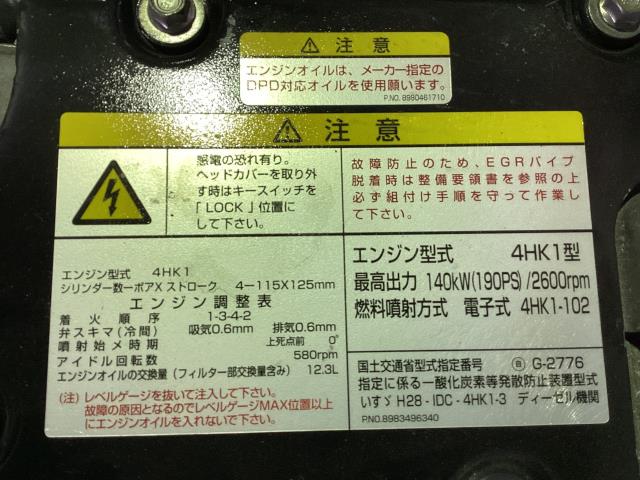 ⚠ 注意
エンジンオイルは、メーカー指定の
DPD対応オイルを使用願います。
P.NO. 8980461710
⚠ 注意
感電の恐れ有り。
ヘッドカバーを取り外
す時はキースイッチを
「LOCK」位置に
して下さい。
故障防止のため、EGRパイプ
脱着時は整備要領書を参照の上
必ず組付け手順を守って作業し
て下さい。
エンジン型式 4HK1
シリンダ数ーボアX ストローク 4－115X125mm
エンジン調整表
着火順序 1-3-4-2
弁スキマ(冷間) 吸気0.6mm 排気0.6mm
噴射始メ時期 上死点前 0°
アイドル回転数 580rpm
エンジンオイルの交換量 (フィルター部交換量含み) 12.3L
(注) レベルゲージを抜いて注入して下さい。
故障の原因となるのでレベルゲージMAX位置以上
にエンジンオイルを入れないで下さい。
エンジン型式 4HK1型
最高出力 140kW(190PS)/2600rpm
燃料噴射方式 電子式 4HK1-102
国土交通省型式指定番号 ⓐ G-2776
指定に係る一酸化炭素等発散防止装置型式
いすゞ H28-IDC-4HK1-3 ディーゼル機関
P.NO. 8983496340